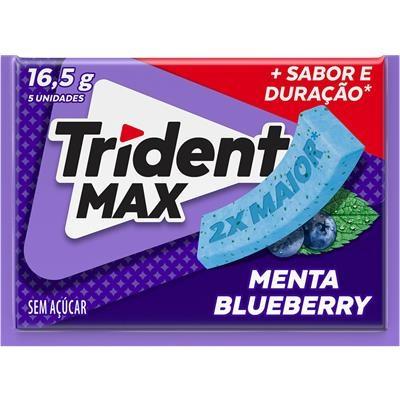 16,5 g
5 UNIDADES
+ SABOR E
DURAÇÃO*
Trident
MAX
2X MAIOR*
MENTA
BLUEBERRY
SEM AÇÚCAR